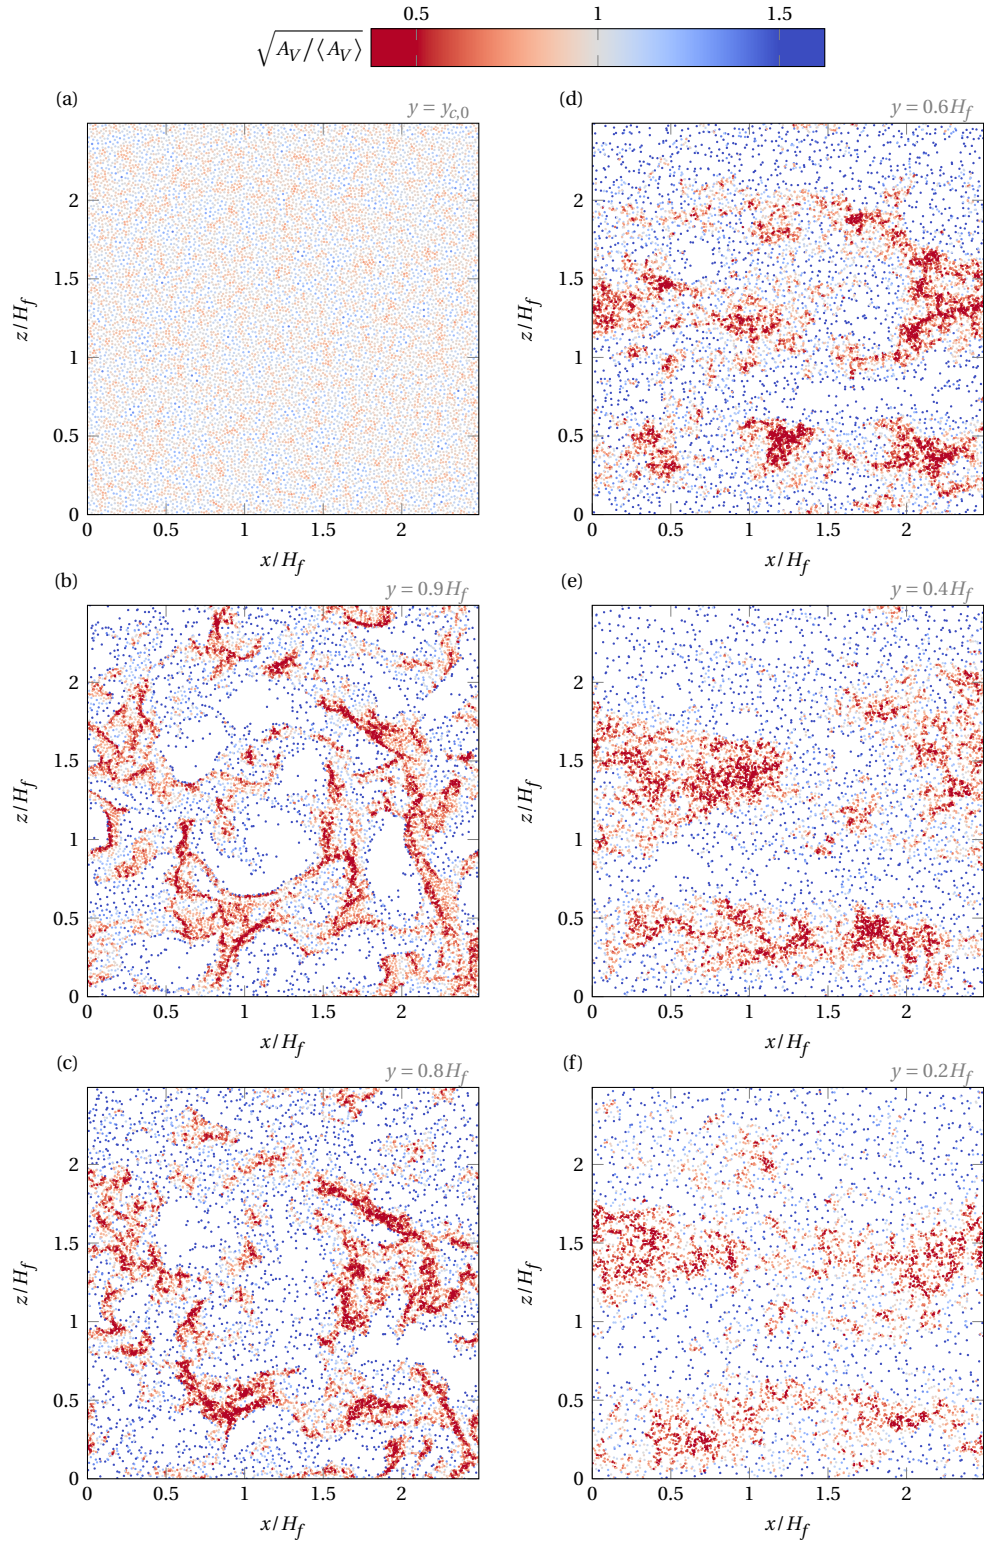 0.5 1 1.5
√A_V/⟨A_V⟩
(a) y = y_{c,0}
2
1.5
z/H_f
1
0.5
0
0 0.5 1 1.5 2
x/H_f
(d) y = 0.6H_f
2
1.5
z/H_f
1
0.5
0
0 0.5 1 1.5 2
x/H_f
(b) y = 0.9H_f
2
1.5
z/H_f
1
0.5
0
0 0.5 1 1.5 2
x/H_f
(e) y = 0.4H_f
2
1.5
z/H_f
1
0.5
0
0 0.5 1 1.5 2
x/H_f
(c) y = 0.8H_f
2
1.5
z/H_f
1
0.5
0
0 0.5 1 1.5 2
x/H_f
(f) y = 0.2H_f
2
1.5
z/H_f
1
0.5
0
0 0.5 1 1.5 2
x/H_f